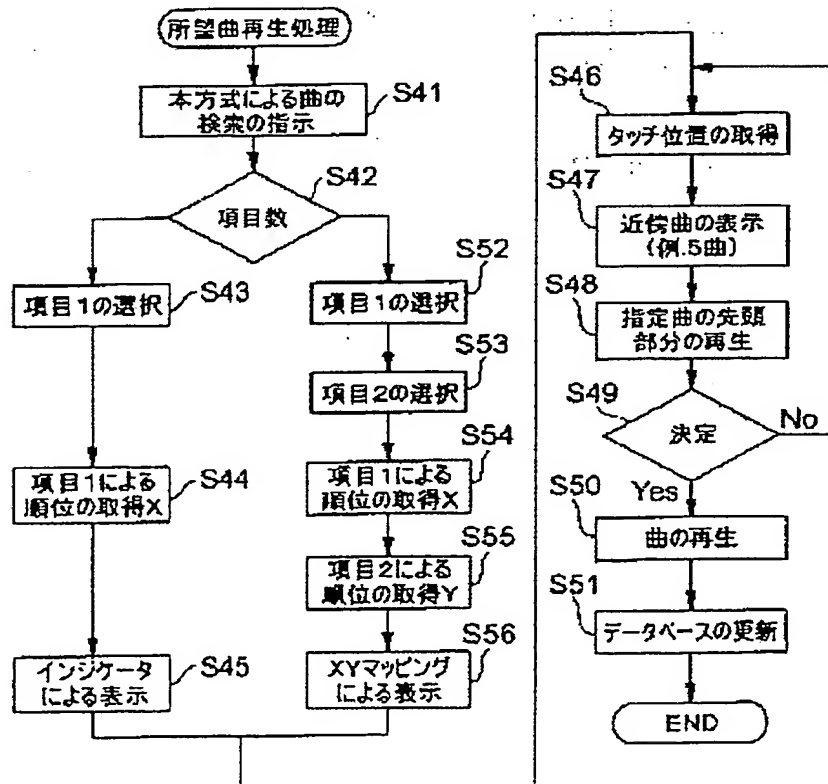 所望曲再生処理
本方式による曲の
検索の指示
S41
S42
項目数
項目1の選択
S43
項目1による
順位の取得X
S44
インジケータ
による表示
S45
S52
項目1の選択
S53
項目2の選択
S54
項目1による
順位の取得X
S55
項目2による
順位の取得Y
S56
XYマッピング
による表示
S46
タッチ位置の取得
S47
近傍曲の表示
(例.5曲)
S48
指定曲の先頭
部分の再生
S49
決定
No
Yes
S50
曲の再生
S51
データベースの更新
END